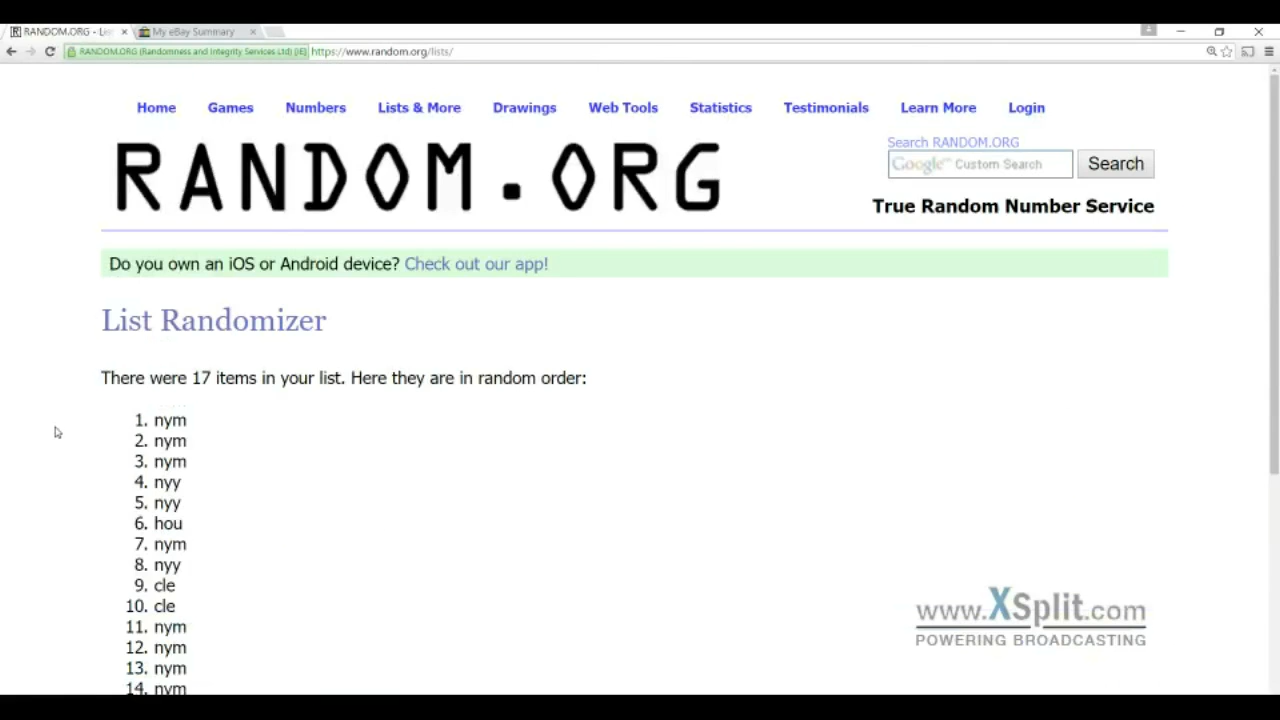 RANDOM.ORG - Lis
My eBay Summary
RANDOM.ORG (Randomness and Integrity Services Ltd) [IE] https://www.random.org/lists/
Home Games Numbers Lists & More Drawings Web Tools Statistics Testimonials Learn More Login
RANDOM.ORG
Search RANDOM.ORG
Google™ Custom Search Search
True Random Number Service
Do you own an iOS or Android device? Check out our app!
List Randomizer
There were 17 items in your list. Here they are in random order:
1. nym
2. nym
3. nym
4. nyy
5. nyy
6. hou
7. nym
8. nyy
9. cle
10. cle
11. nym
12. nym
13. nym
14. nym
www.XSplit.com
POWERING BROADCASTING